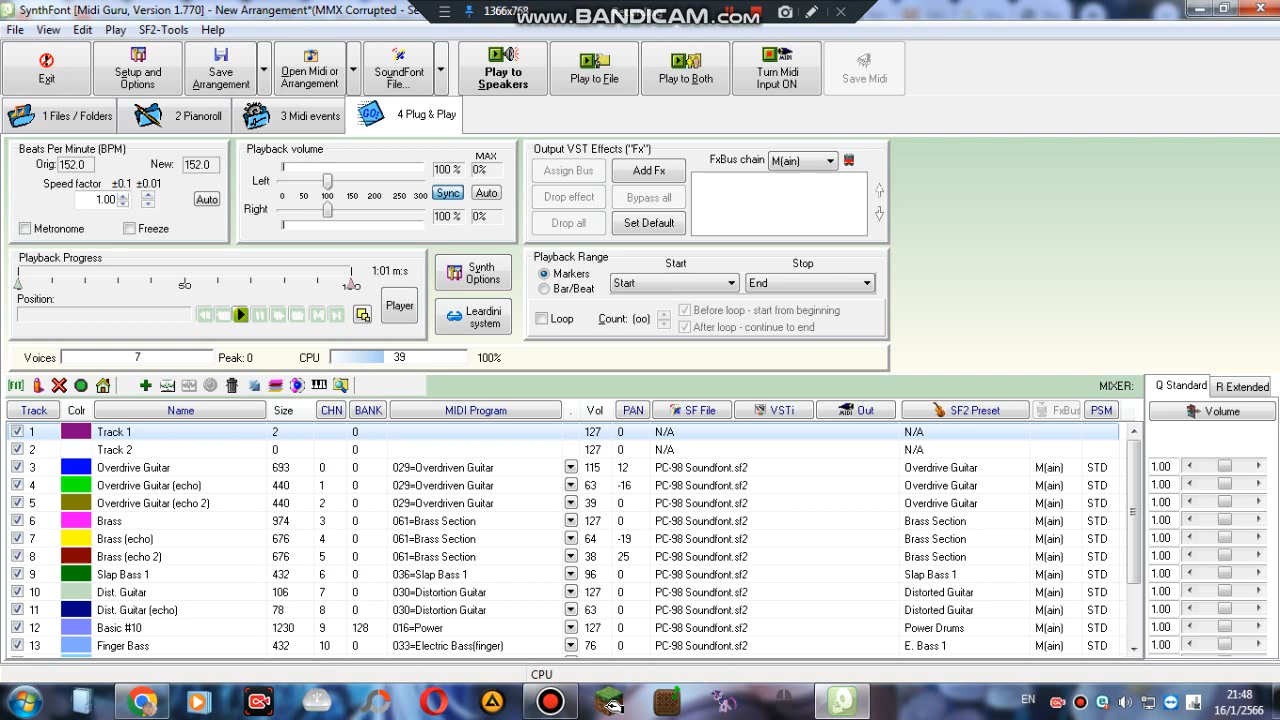 SynthFont [Midi Guru, Version 1.770] - New Arrangement*(MMX Corrupted - Se
1366x768
www.BANDICAM.com
File View Edit Play SF2-Tools Help
Exit
Setup and Options
Save Arrangement
Open Midi or Arrangement
SoundFont File...
Play to Speakers
Play to File
Play to Both
Turn Midi Input ON
Save Midi
1 Files / Folders
2 Pianoroll
3 Midi events
GO!
4 Plug & Play
Beats Per Minute (BPM)
Orig: 152.0 New: 152.0
Speed factor ±0.1 ±0.01
1.00 Auto
Metronome Freeze
Playback volume
MAX
Left 100 % 0%
0 50 100 150 200 250 300 Sync Auto
Right 100 % 0%
Output VST Effects ("Fx")
FxBus chain M(ain)
Assign Bus Add Fx
Drop effect Bypass all
Drop all Set Default
Playback Progress
1:01 m:s
50 100
Position:
Player
Synth Options
Leardini system
Playback Range
Start Stop
Markers Start End
Bar/Beat
Loop Count: (oo)
Before loop - start from beginning
After loop - continue to end
Voices 7 Peak: 0 CPU 39 100%
MIXER: Q Standard R Extended
Track Colr Name Size CHN BANK MIDI Program . Vol PAN SF File VSTi Out SF2 Preset FxBus PSM Volume
1 Track 1 2 0 127 0 N/A N/A
2 Track 2 0 0 127 0 N/A N/A
3 Overdrive Guitar 693 0 0 029=Overdriven Guitar 115 12 PC-98 Soundfont.sf2 Overdrive Guitar M(ain) STD 1.00
4 Overdrive Guitar (echo) 440 1 0 029=Overdriven Guitar 63 -16 PC-98 Soundfont.sf2 Overdrive Guitar M(ain) STD 1.00
5 Overdrive Guitar (echo 2) 440 2 0 029=Overdriven Guitar 39 0 PC-98 Soundfont.sf2 Overdrive Guitar M(ain) STD 1.00
6 Brass 974 3 0 061=Brass Section 127 0 PC-98 Soundfont.sf2 Brass Section M(ain) STD 1.00
7 Brass (echo) 676 4 0 061=Brass Section 64 -19 PC-98 Soundfont.sf2 Brass Section M(ain) STD 1.00
8 Brass (echo 2) 676 5 0 061=Brass Section 38 25 PC-98 Soundfont.sf2 Brass Section M(ain) STD 1.00
9 Slap Bass 1 432 6 0 036=Slap Bass 1 96 0 PC-98 Soundfont.sf2 Slap Bass 1 M(ain) STD 1.00
10 Dist. Guitar 106 7 0 030=Distortion Guitar 127 0 PC-98 Soundfont.sf2 Distorted Guitar M(ain) STD 1.00
11 Dist. Guitar (echo) 78 8 0 030=Distortion Guitar 63 0 PC-98 Soundfont.sf2 Distorted Guitar M(ain) STD 1.00
12 Basic #10 1230 9 128 016=Power 127 0 PC-98 Soundfont.sf2 Power Drums M(ain) STD 1.00
13 Finger Bass 432 10 0 033=Electric Bass(finger) 76 0 PC-98 Soundfont.sf2 E. Bass 1 M(ain) STD 1.00
CPU
EN
21:48
16/1/2566